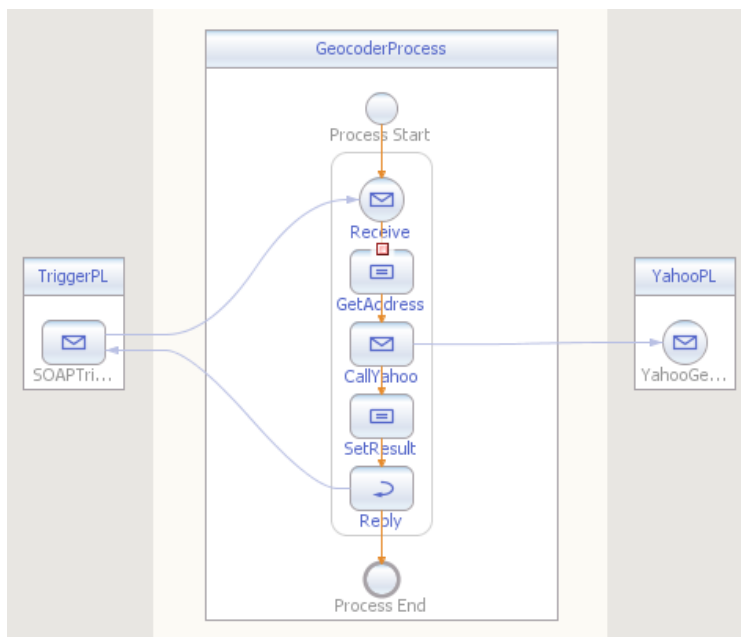 GeocoderProcess
Process Start
Receive
TriggerPL
YahooPL
GetAddress
SOAPTri...
CallYahoo
YahooGe...
SetResult
Reply
Process End